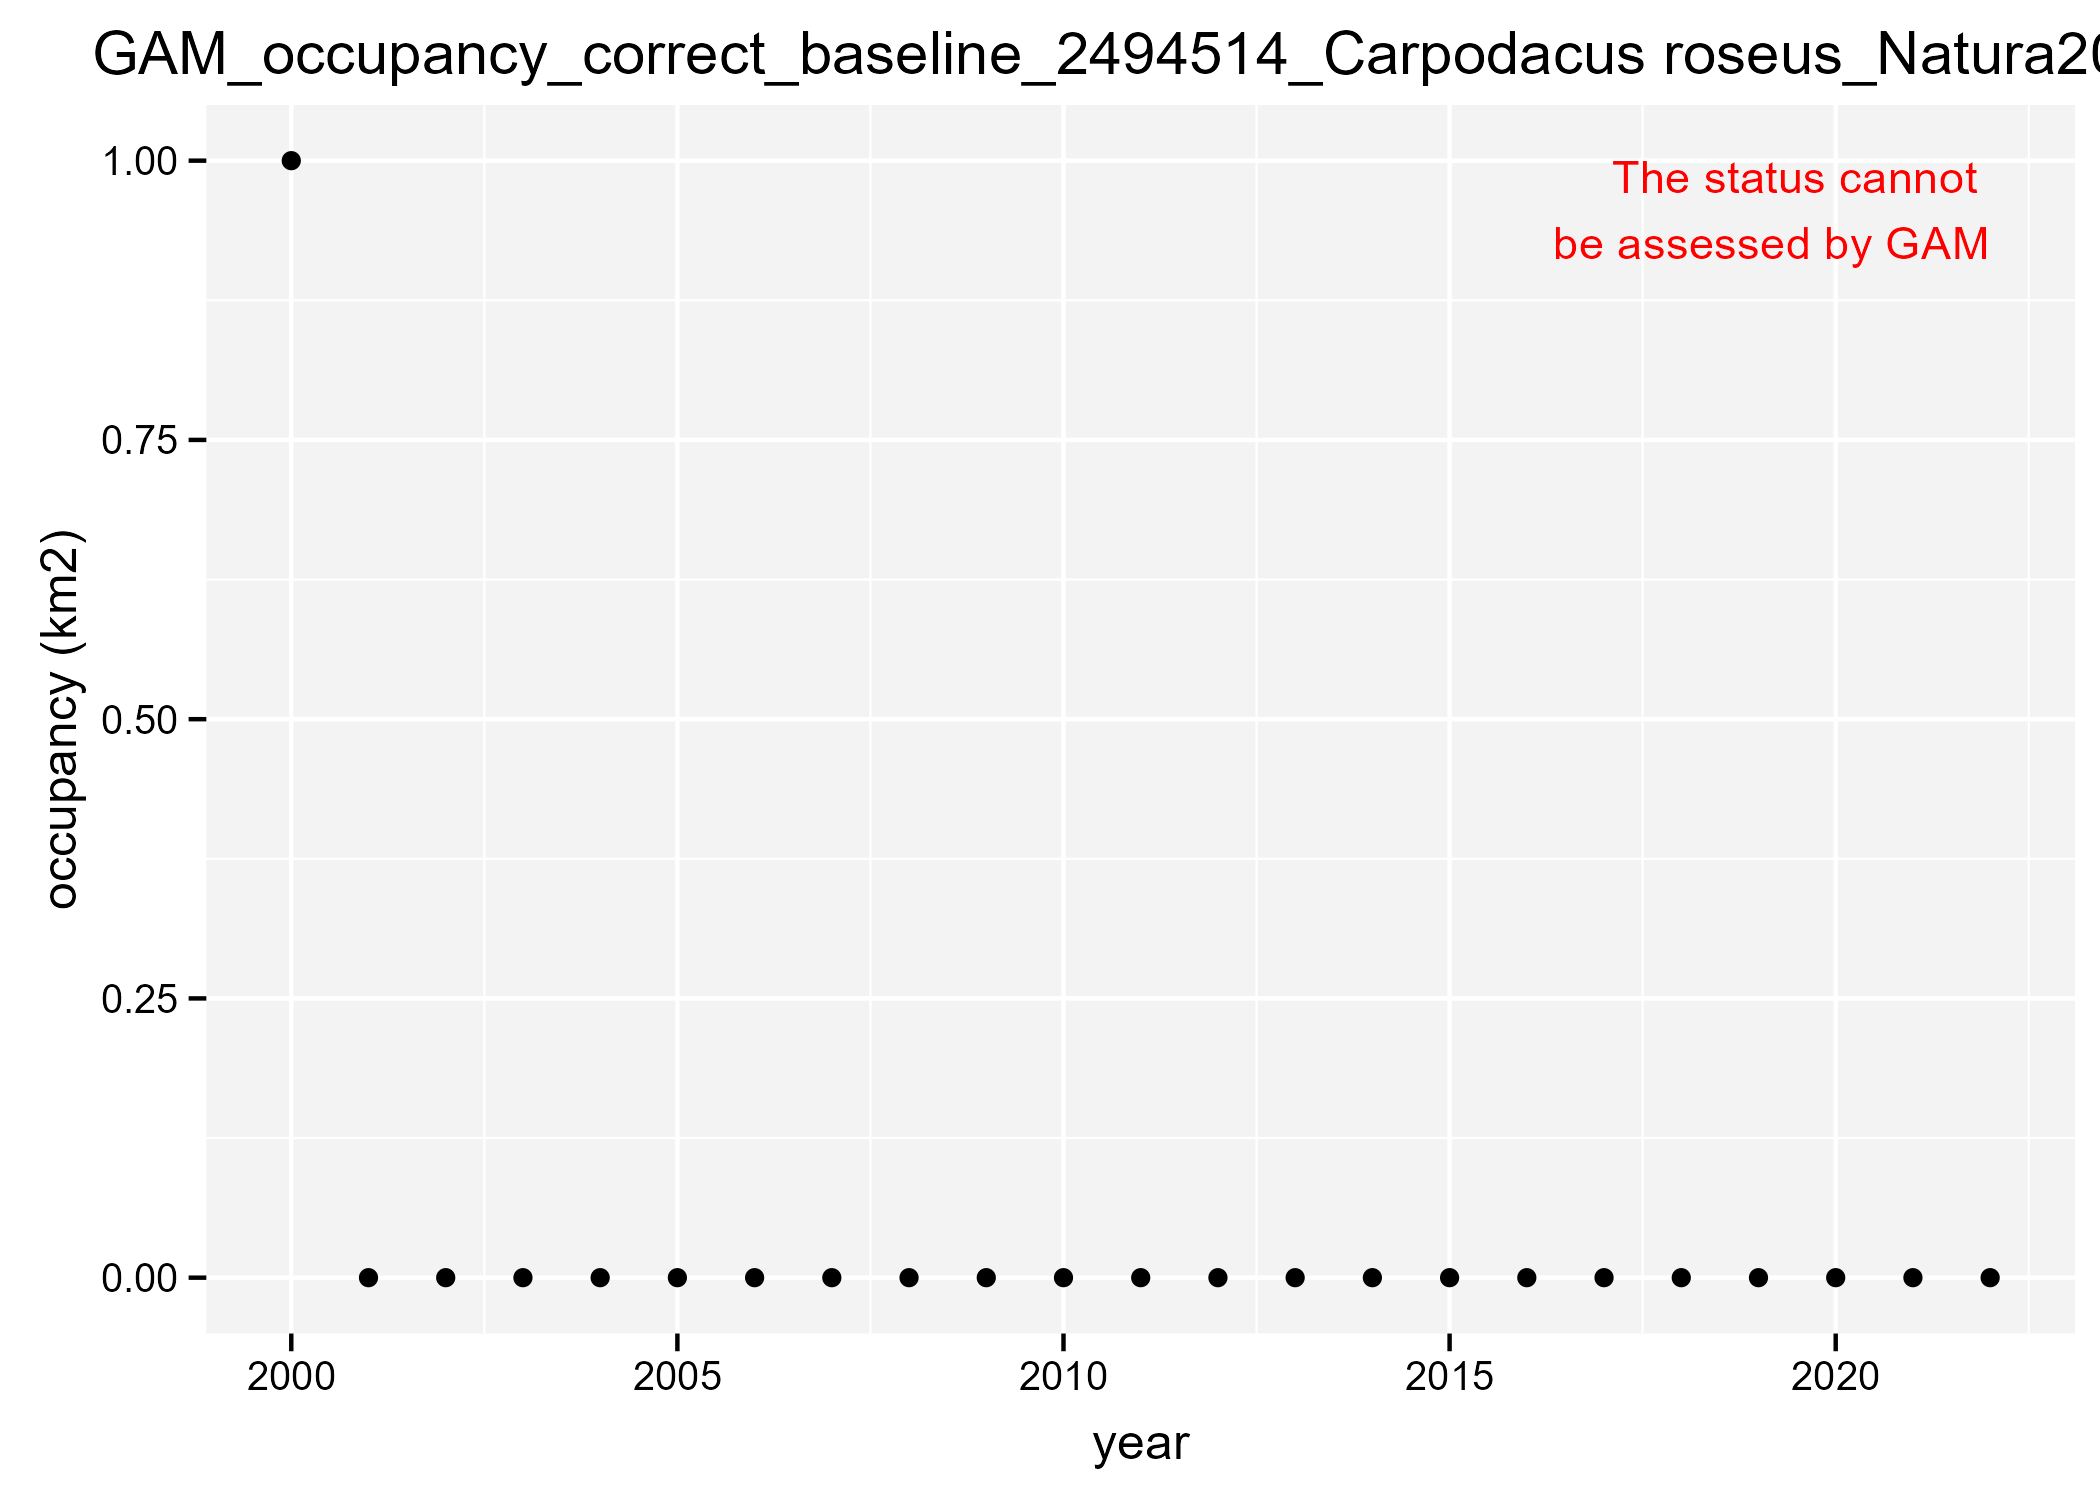 GAM_occupancy_correct_baseline_2494514_Carpodacus roseus_Natura20
1.00
The status cannot
be assessed by GAM
0.75
0.50
0.25
0.00
occupancy (km2)
2000 2005 2010 2015 2020
year